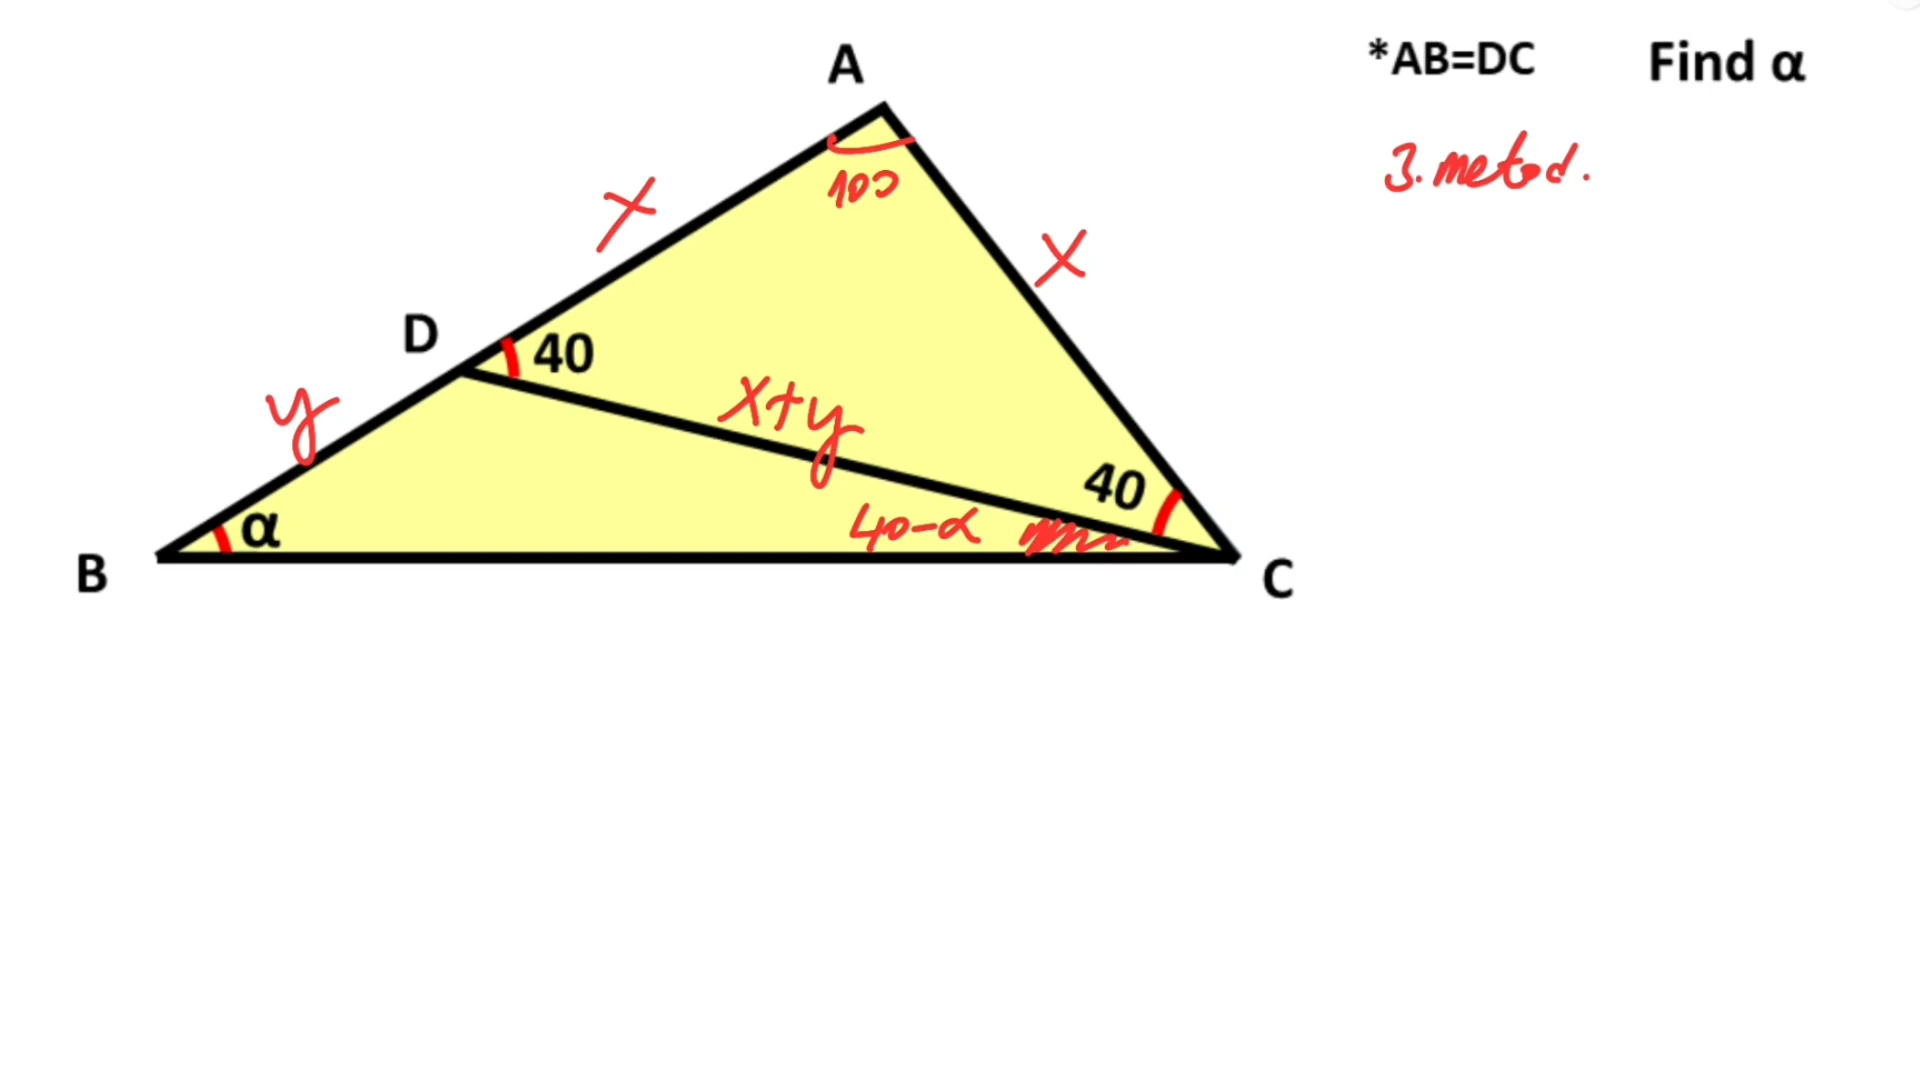 A
*AB=DC Find α
3. metod.
100
x
x
D
40
x+y
y
40
α
40-α
B
C